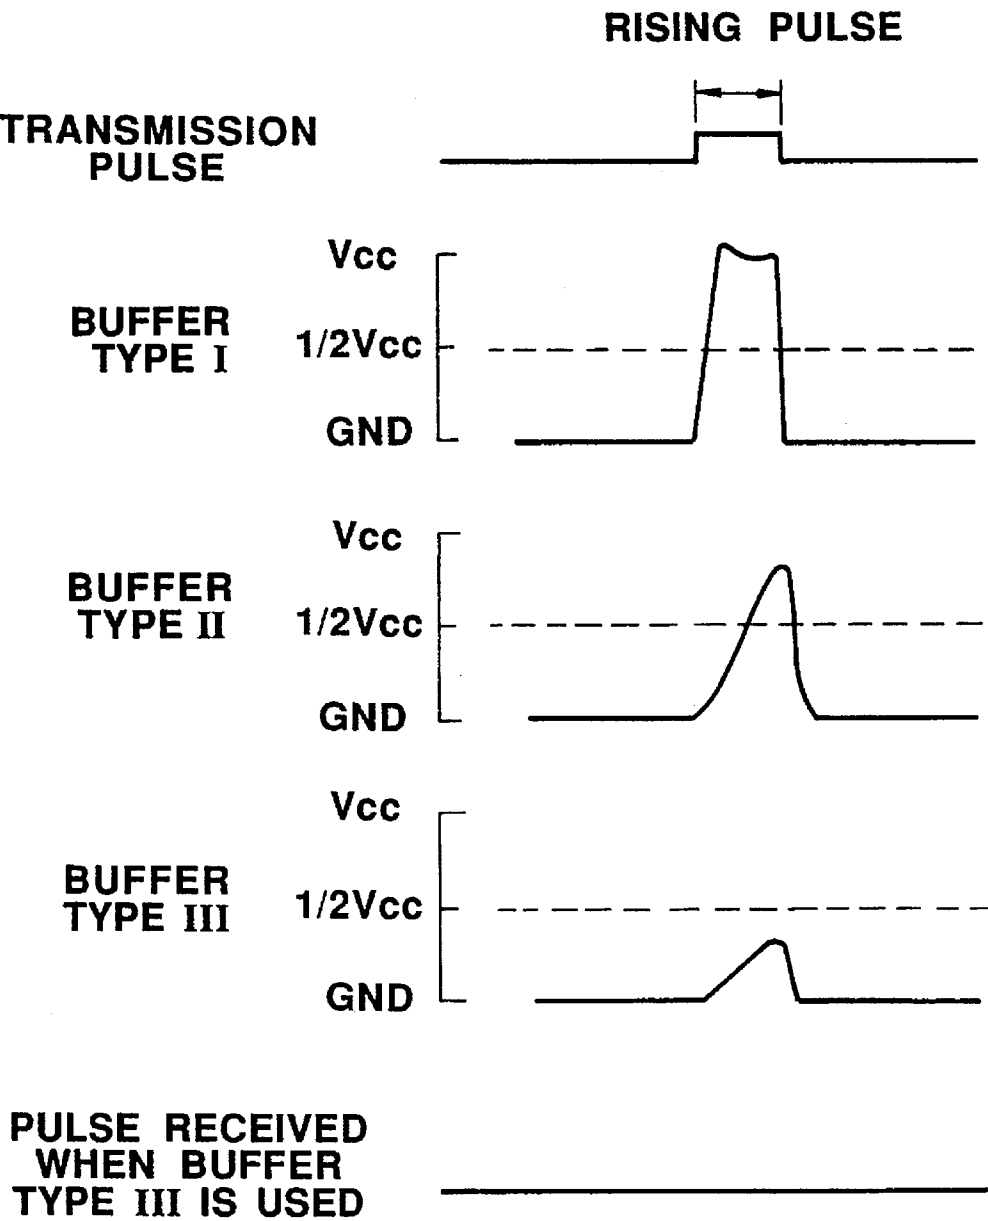 RISING PULSE
TRANSMISSION
PULSE
Vcc
BUFFER
TYPE I
1/2Vcc
GND
Vcc
BUFFER
TYPE II
1/2Vcc
GND
Vcc
BUFFER
TYPE III
1/2Vcc
GND
PULSE RECEIVED
WHEN BUFFER
TYPE III IS USED